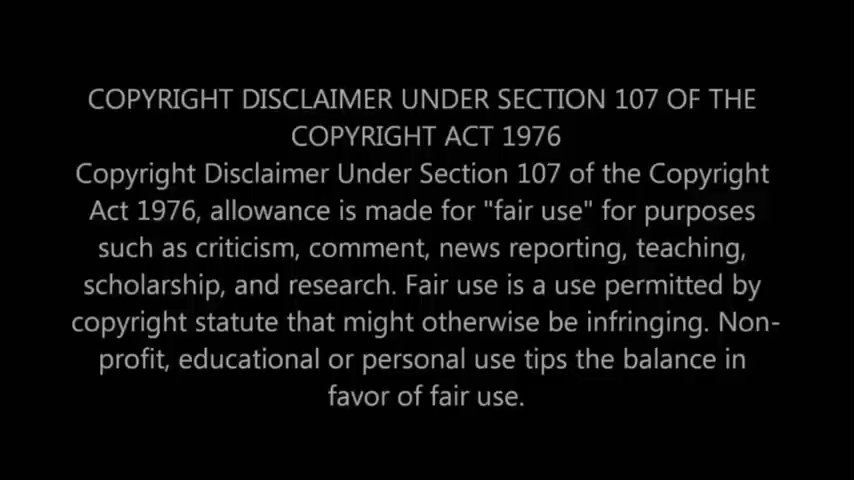 COPYRIGHT DISCLAIMER UNDER SECTION 107 OF THE
COPYRIGHT ACT 1976
Copyright Disclaimer Under Section 107 of the Copyright
Act 1976, allowance is made for "fair use" for purposes
such as criticism, comment, news reporting, teaching,
scholarship, and research. Fair use is a use permitted by
copyright statute that might otherwise be infringing. Non-
profit, educational or personal use tips the balance in
favor of fair use.